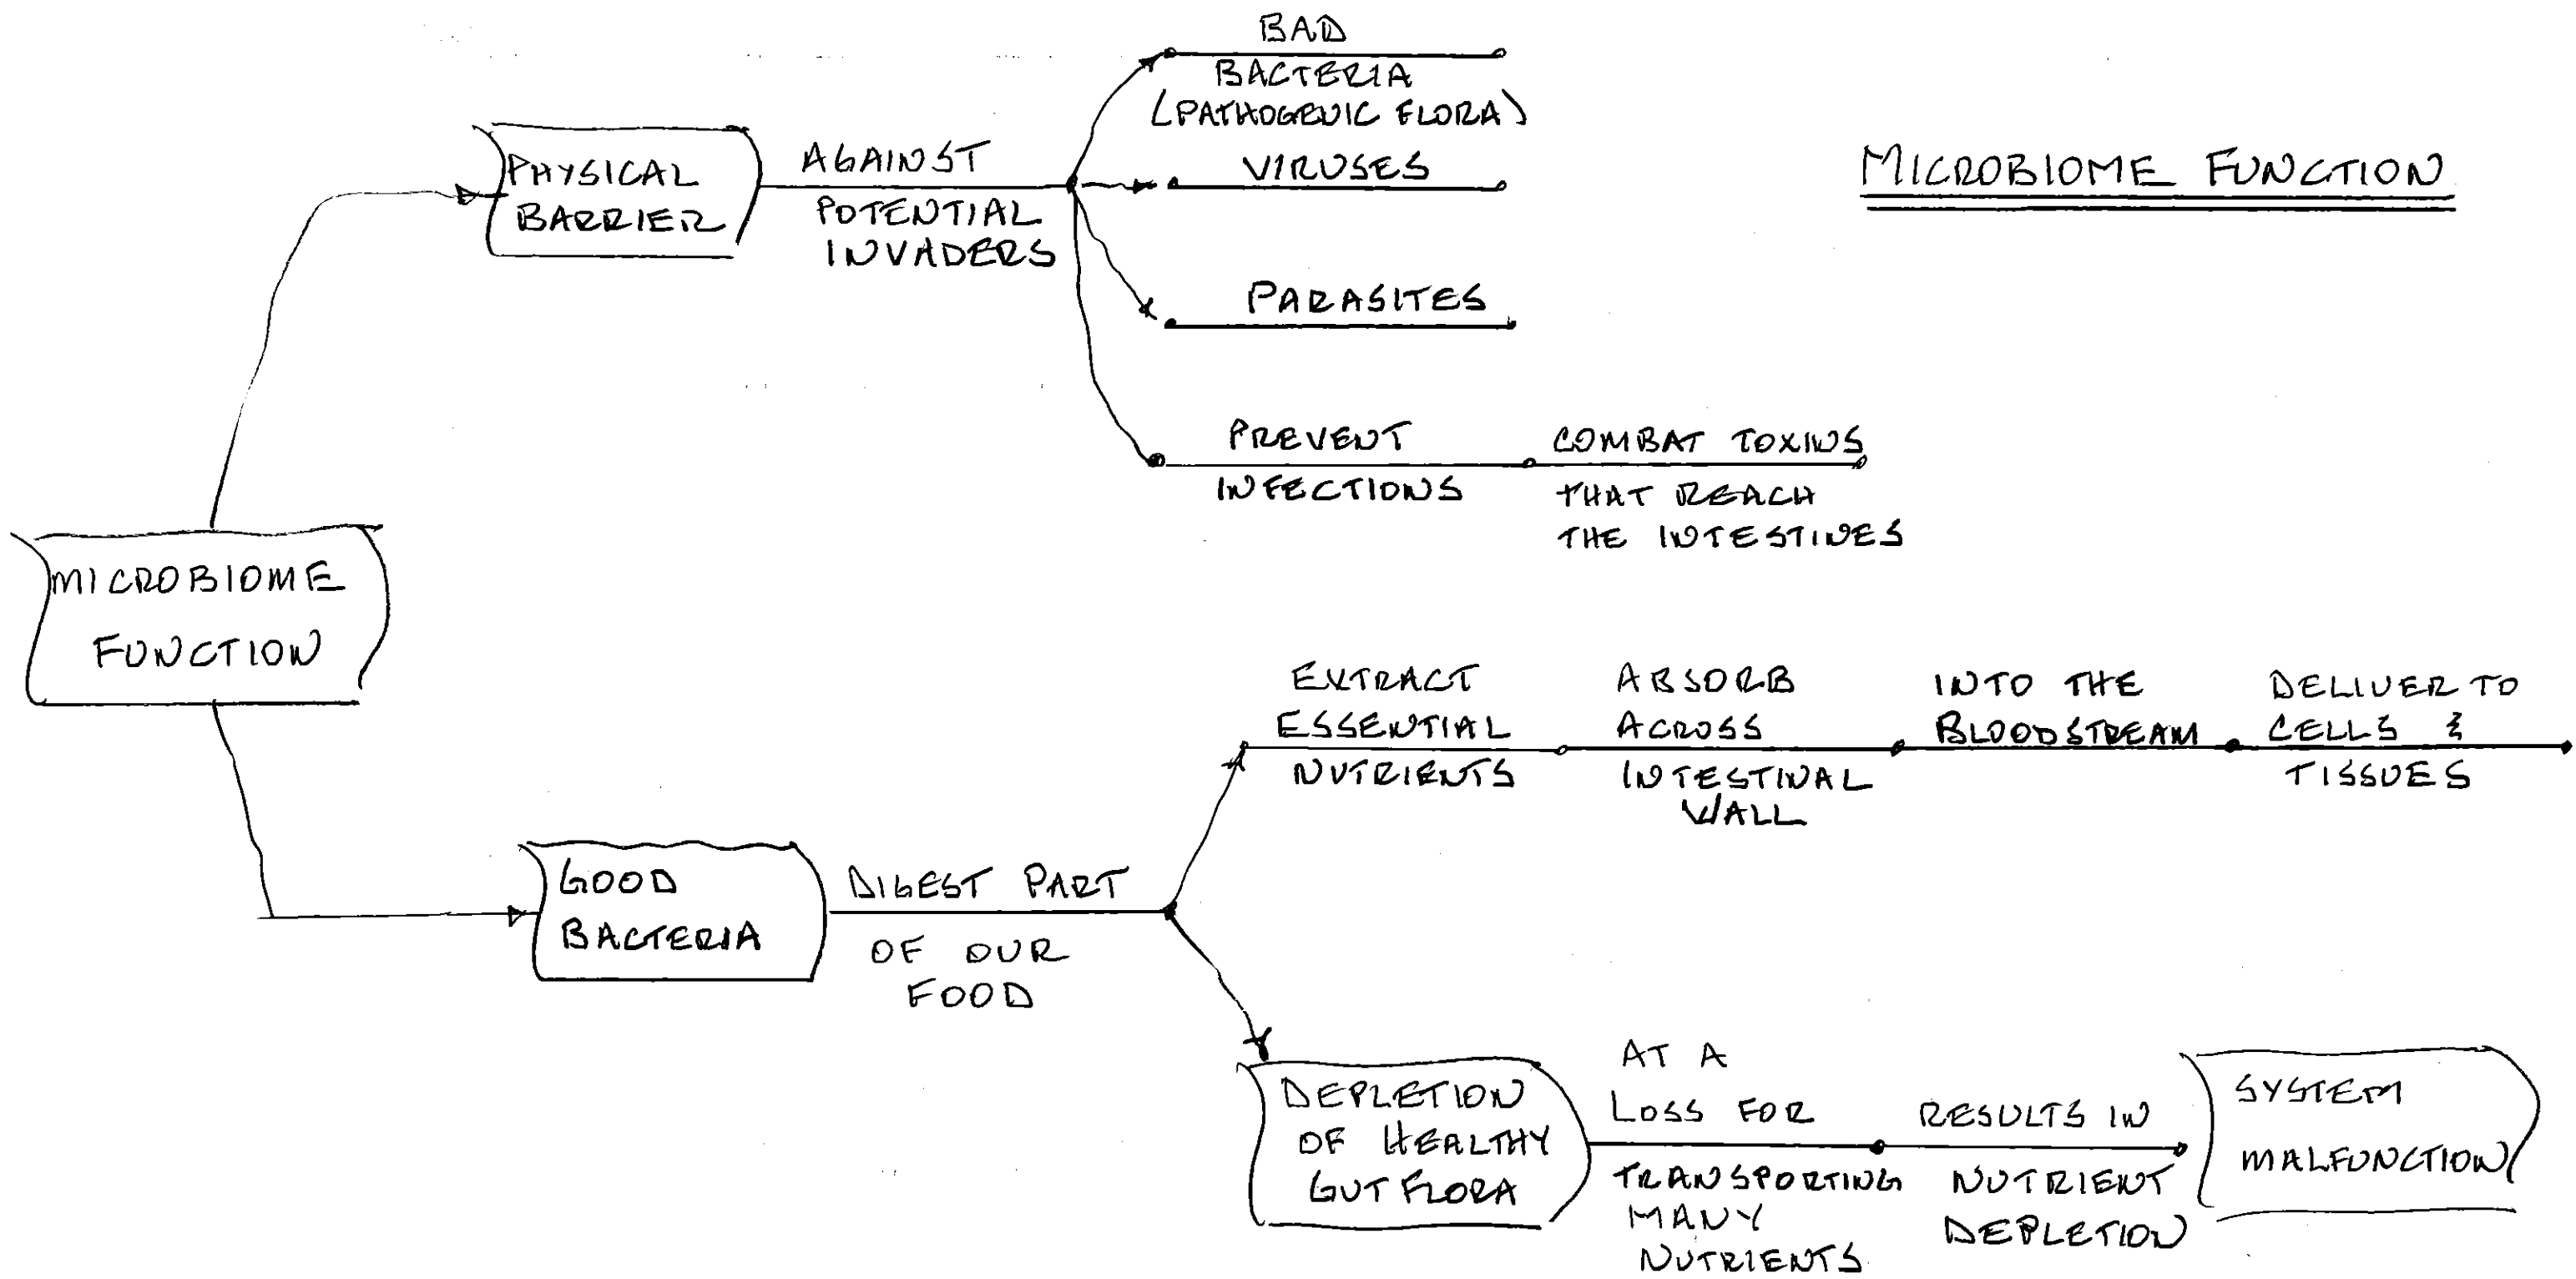 BAD
BACTERIA
(PATHOGENIC FLORA)
PHYSICAL
BARRIER
AGAINST
POTENTIAL
INVADERS
VIRUSES
PARASITES
MICROBIOME FUNCTION
PREVENT
INFECTIONS
COMBAT TOXINS
THAT REACH
THE INTESTINES
MICROBIOME
FUNCTION
EXTRACT
ESSENTIAL
NUTRIENTS
ABSORB
ACROSS
INTESTINAL
WALL
INTO THE
BLOODSTREAM
DELIVER TO
CELLS &
TISSUES
GOOD
BACTERIA
DIGEST PART
OF OUR
FOOD
DEPLETION
OF HEALTHY
GUT FLORA
AT A
LOSS FOR
TRANSPORTING
MANY
NUTRIENTS
RESULTS IN
NUTRIENT
DEPLETION
SYSTEM
MALFUNCTION